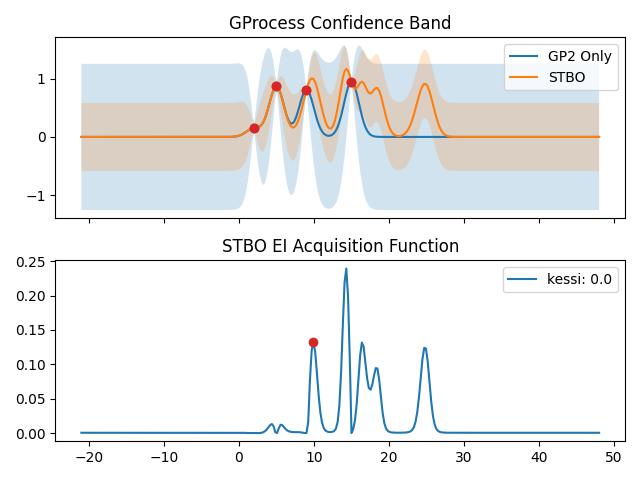 GProcess Confidence Band
GP2 Only
STBO
1
0
−1
STBO EI Acquisition Function
kessi: 0.0
0.25
0.20
0.15
0.10
0.05
0.00
−20 −10 0 10 20 30 40 50